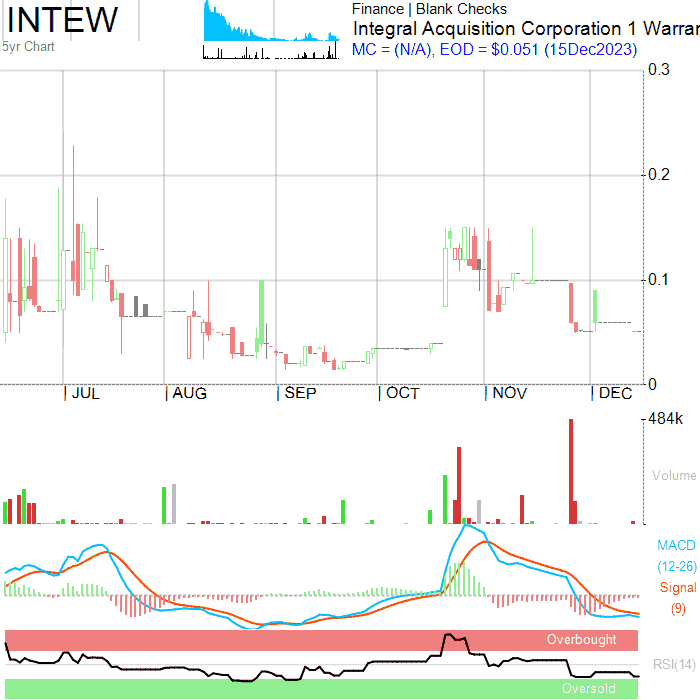 INTEW
5yr Chart
Finance | Blank Checks
Integral Acquisition Corporation 1 Warran
MC = (N/A), EOD = $0.051 (15Dec2023)
0.3
0.2
0.1
0
JUL
AUG
SEP
OCT
NOV
DEC
484k
Volume
MACD
(12-26)
Signal
(9)
Overbought
RSI(14)
Oversold